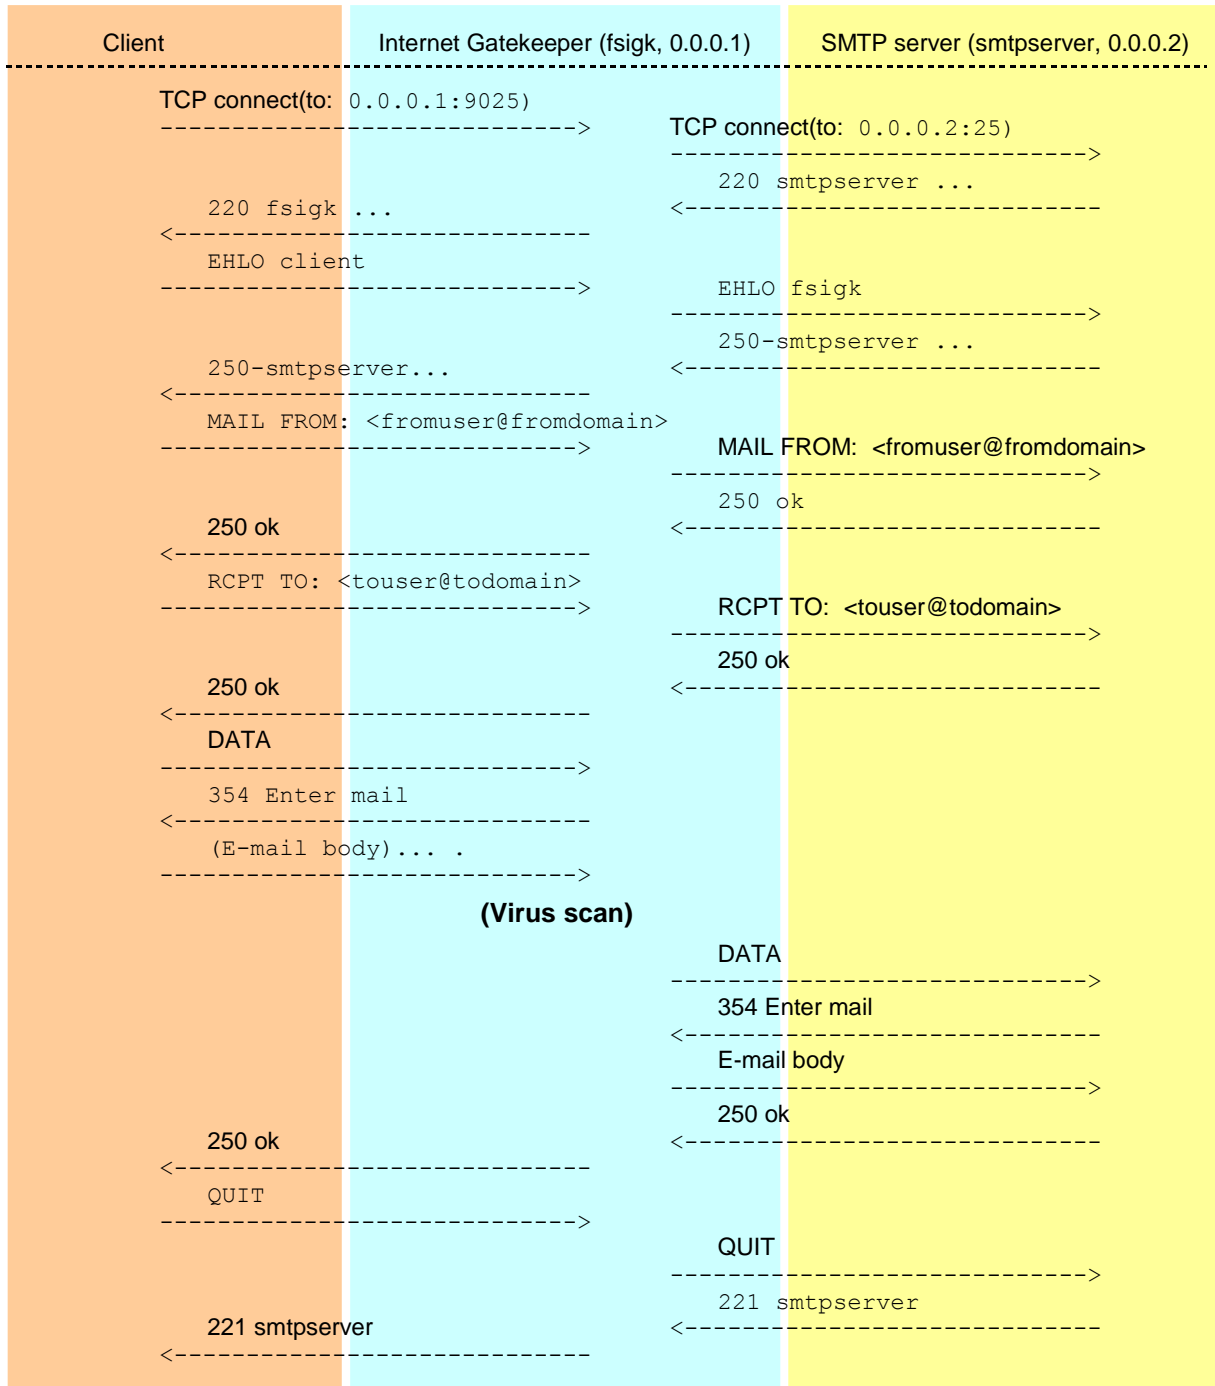 Client Internet Gatekeeper (fsigk, 0.0.0.1) SMTP server (smtpserver, 0.0.0.2)
TCP connect(to: 0.0.0.1:9025)
----------------------------->
TCP connect(to: 0.0.0.2:25)
----------------------------->
220 smtpserver ...
<-----------------------------
220 fsigk ...
<-----------------------------
EHLO client
----------------------------->
EHLO fsigk
----------------------------->
250-smtpserver ...
<-----------------------------
250-smtpserver...
<-----------------------------
MAIL FROM: <fromuser@fromdomain>
----------------------------->
MAIL FROM: <fromuser@fromdomain>
----------------------------->
250 ok
<-----------------------------
250 ok
<-----------------------------
RCPT TO: <touser@todomain>
----------------------------->
RCPT TO: <touser@todomain>
----------------------------->
250 ok
<-----------------------------
250 ok
<-----------------------------
DATA
----------------------------->
354 Enter mail
<-----------------------------
(E-mail body)... .
----------------------------->
(Virus scan)
DATA
----------------------------->
354 Enter mail
<-----------------------------
E-mail body
----------------------------->
250 ok
<-----------------------------
250 ok
<-----------------------------
QUIT
----------------------------->
QUIT
----------------------------->
221 smtpserver
<-----------------------------
221 smtpserver
<-----------------------------